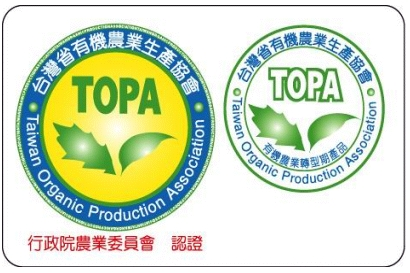 台灣省有機農業生產協會
TOPA
Taiwan Organic Production Association
行政院農業委員會 認證
台灣省有機農業生產協會
TOPA
有機農業轉型期產品
Taiwan Organic Production Association